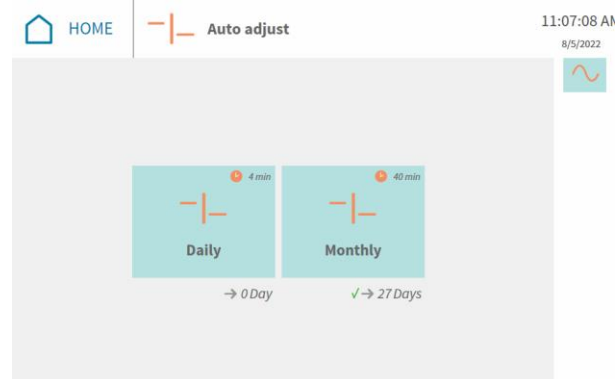 HOME
Auto adjust
11:07:08 AM
8/5/2022
4 min
40 min
Daily
Monthly
→ 0 Day
✓→ 27 Days